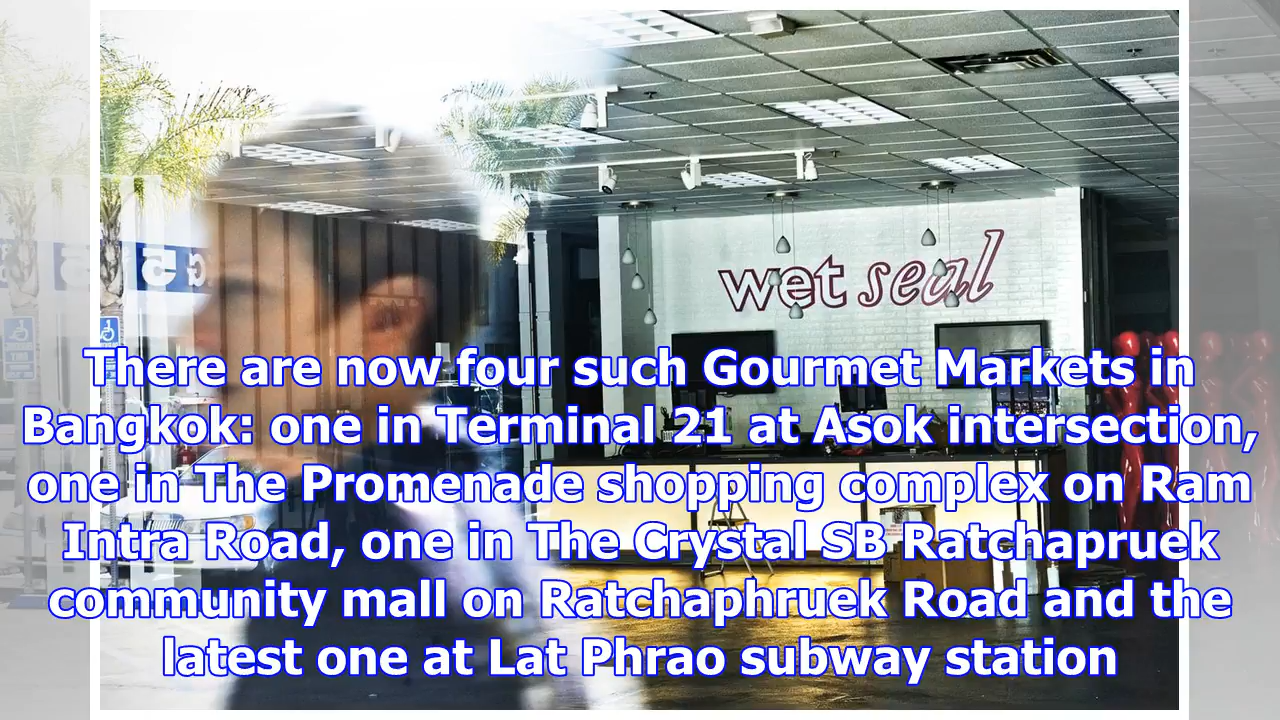 wet seal
There are now four such Gourmet Markets in
Bangkok: one in Terminal 21 at Asok intersection,
one in The Promenade shopping complex on Ram
Intra Road, one in The Crystal SB Ratchapruek
community mall on Ratchaphruek Road and the
latest one at Lat Phrao subway station